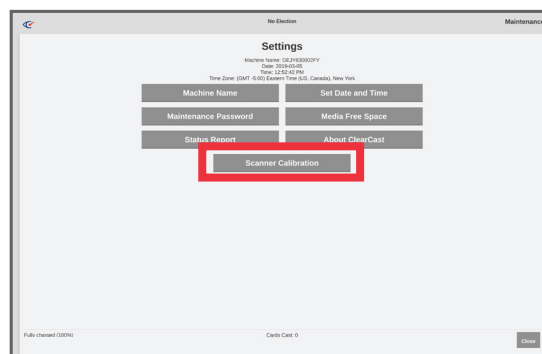 No Election
Maintenance
Settings
Machine Name: GEJY830002FY
Date: 2019-03-05
Time: 12:52:42 PM
Time Zone: (GMT -5:00) Eastern Time (US, Canada), New York
Machine Name
Set Date and Time
Maintenance Password
Media Free Space
Status Report
About ClearCast
Scanner Calibration
Fully charged (100%)
Cards Cast: 0
Close